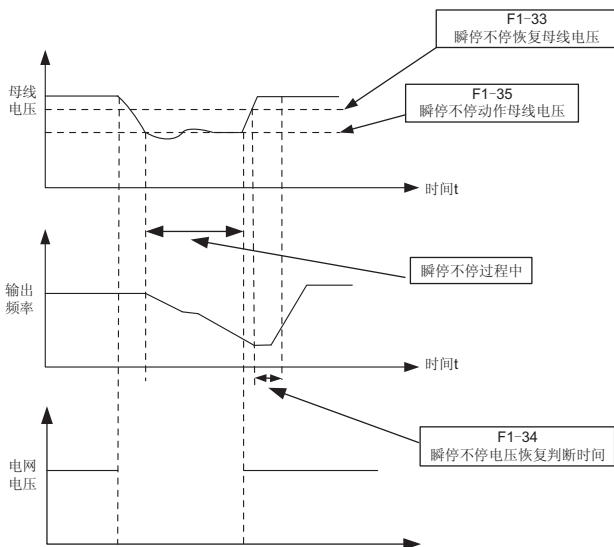 F1-33
瞬停不停恢复母线电压
母线
电压
F1-35
瞬停不停动作母线电压
时间t
瞬停不停过程中
输出
频率
时间t
F1-34
瞬停不停电压恢复判断时间
电网
电压